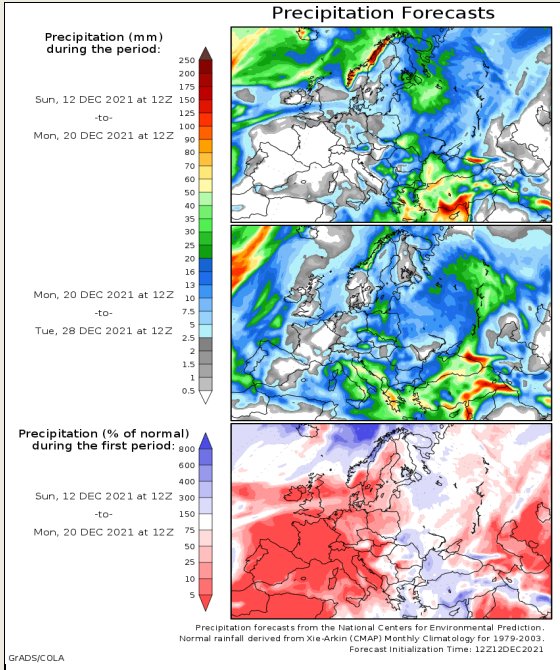 Precipitation Forecasts
Precipitation (mm)
during the period:
250
200
175
150
125
100
90
80
70
60
50
40
35
30
25
20
16
13
10
7.5
5
2.5
2
1.5
1
0.5
Sun, 12 DEC 2021 at 12Z
-to-
Mon, 20 DEC 2021 at 12Z
Mon, 20 DEC 2021 at 12Z
-to-
Tue, 28 DEC 2021 at 12Z
Precipitation (% of normal)
during the first period:
800
600
400
300
150
75
50
25
10
5
Sun, 12 DEC 2021 at 12Z
-to-
Mon, 20 DEC 2021 at 12Z
Precipitation forecasts from the National Centers for Environmental Prediction.
Normal rainfall derived from Xie-Arkin (CMAP) Monthly Climatology for 1979-2003.
Forecast Initialization Time: 12Z12DEC2021
GrADS/COLA